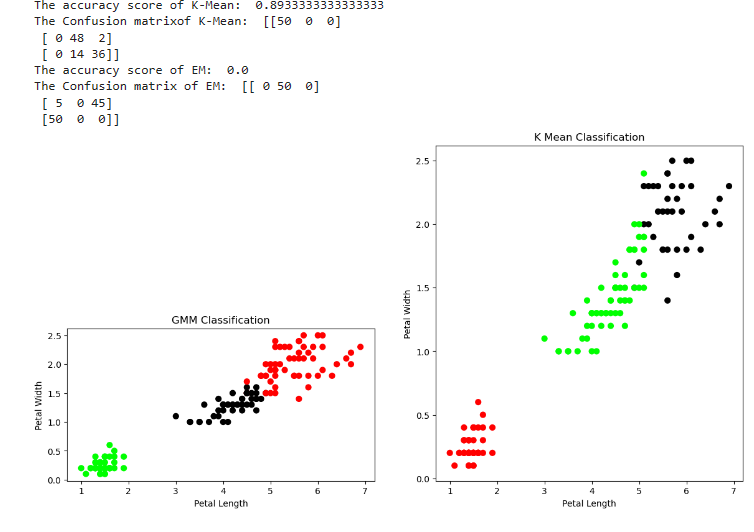 The accuracy score of K-Mean:  0.8933333333333333
The Confusion matrixof K-Mean:  [[50  0  0]
 [ 0 48  2]
 [ 0 14 36]]
The accuracy score of EM:  0.0
The Confusion matrix of EM:  [[ 0 50  0]
 [ 5  0 45]
 [50  0  0]]
K Mean Classification
2.5
2.0
1.5
1.0
0.5
0.0
Petal Width
1 2 3 4 5 6 7
Petal Length
GMM Classification
2.5
2.0
1.5
1.0
0.5
0.0
Petal Width
1 2 3 4 5 6 7
Petal Length